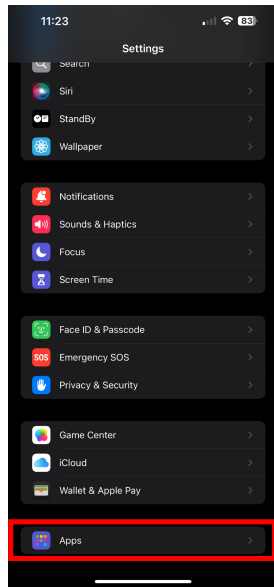 11:23
83
Settings
Search
Siri
StandBy
Wallpaper
Notifications
Sounds & Haptics
Focus
Screen Time
Face ID & Passcode
SOS
Emergency SOS
Privacy & Security
Game Center
iCloud
Wallet & Apple Pay
Apps